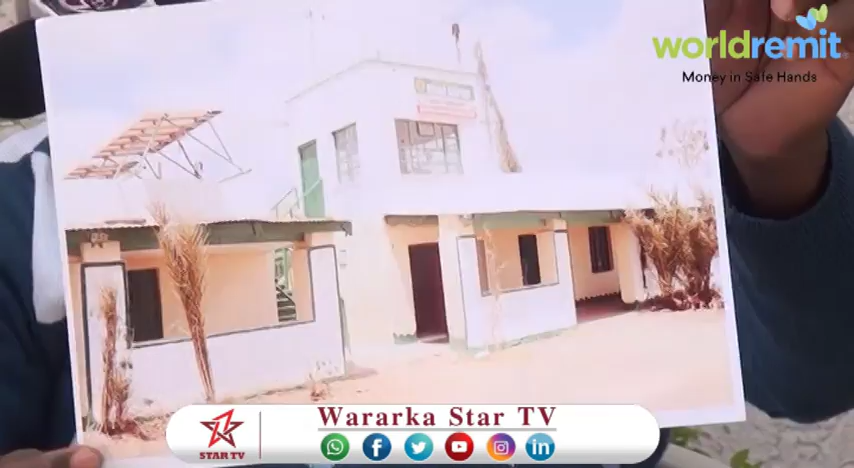 worldremit
Money in Safe Hands
Wararka Star TV
STAR TV